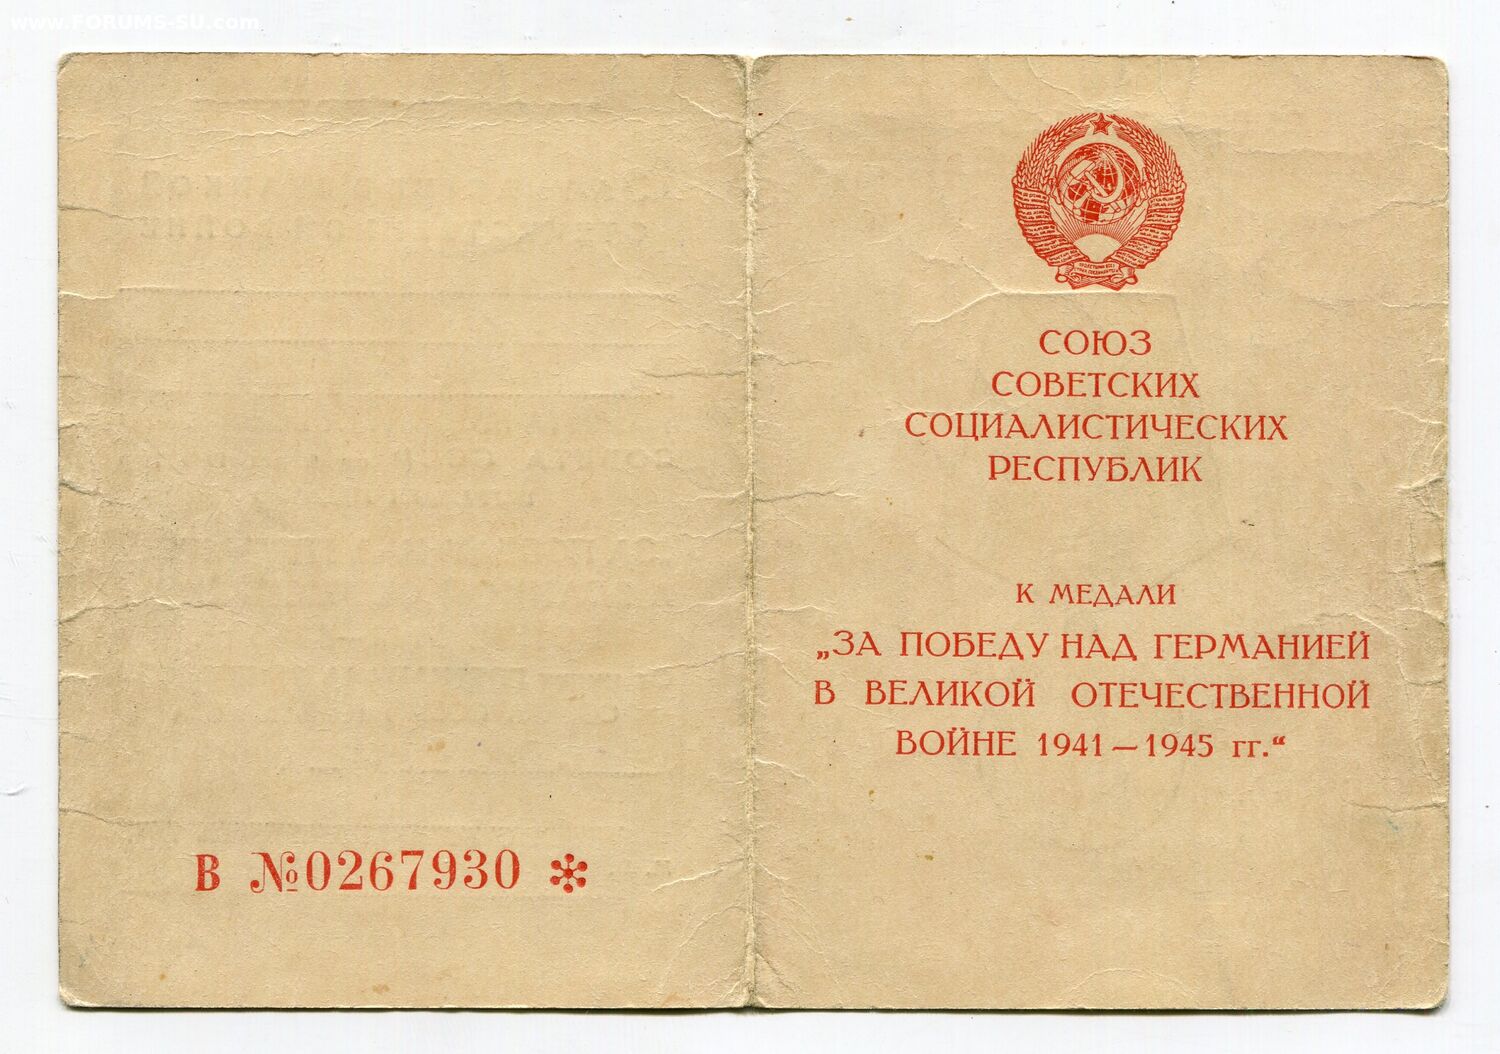 www.FORUMS-SU.com
СОЮЗ
СОВЕТСКИХ
СОЦИАЛИСТИЧЕСКИХ
РЕСПУБЛИК
К МЕДАЛИ
„ЗА ПОБЕДУ НАД ГЕРМАНИЕЙ
В ВЕЛИКОЙ ОТЕЧЕСТВЕННОЙ
ВОЙНЕ 1941—1945 гг.“
В №0267930 *